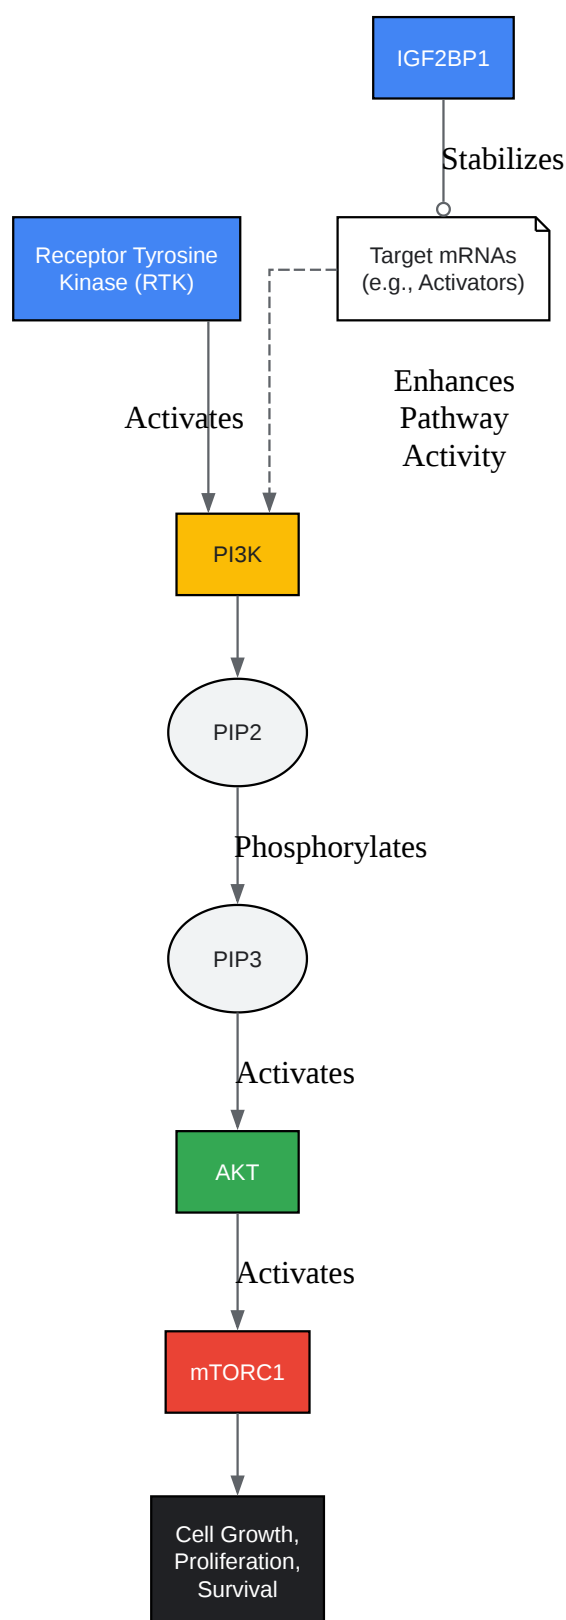 IGF2BP1
Stabilizes
Receptor Tyrosine
Kinase (RTK)
Target mRNAs
(e.g., Activators)
Enhances
Pathway
Activity
Activates
PI3K
PIP2
Phosphorylates
PIP3
Activates
AKT
Activates
mTORC1
Cell Growth,
Proliferation,
Survival